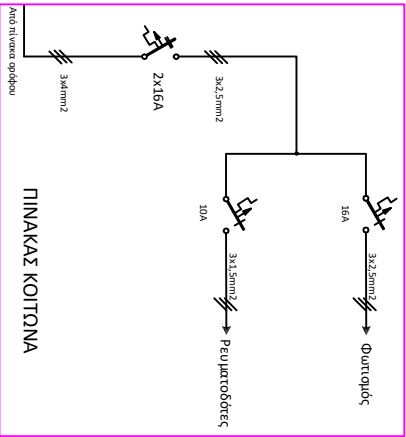 Από πίνακα ορόφου
3x4mm2
2x16A
3x2,5mm2
16A
3x2,5mm2
Φωτισμός
10A
3x1,5mm2
Ρευματοδότες
ΠΙΝΑΚΑΣ ΚΟΙΤΩΝΑ